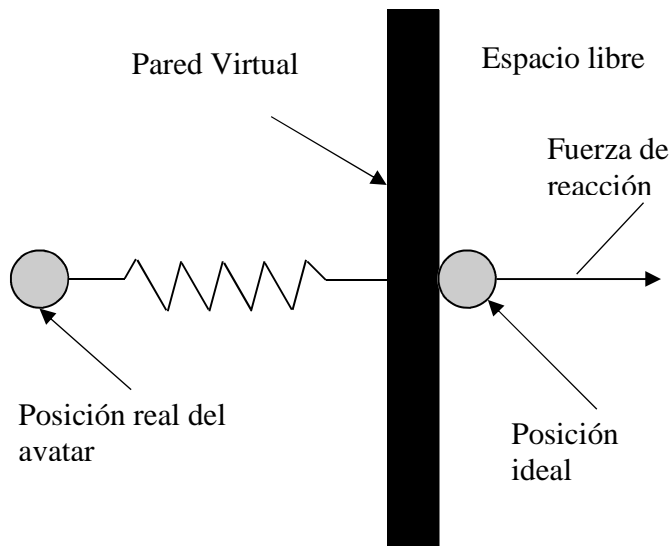 Pared Virtual
Espacio libre
Fuerza de
reacción
Posición real del
avatar
Posición
ideal